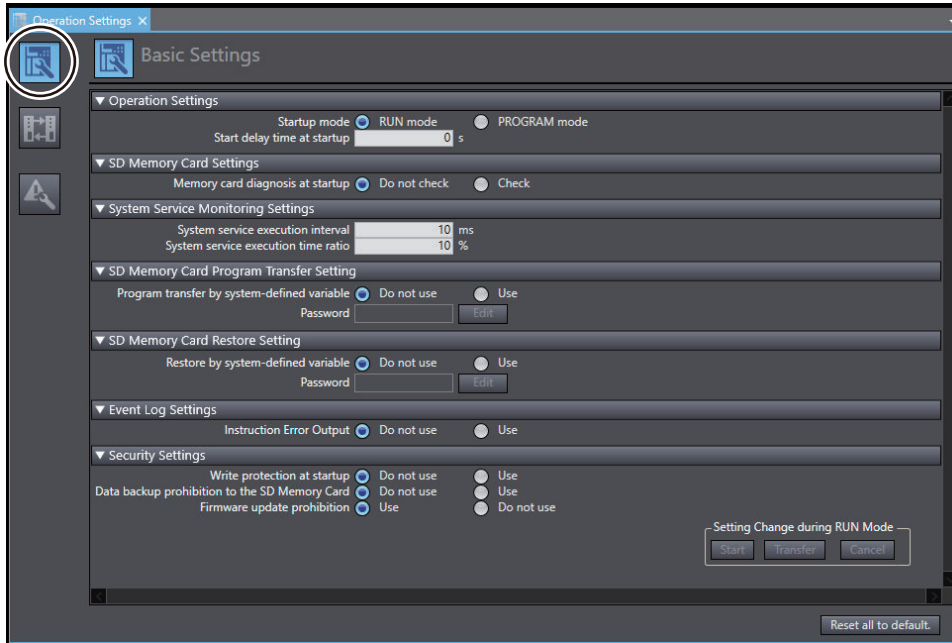 Operation Settings
Basic Settings
Operation Settings
Startup mode RUN mode PROGRAM mode
Start delay time at startup 0 s
SD Memory Card Settings
Memory card diagnosis at startup Do not check Check
System Service Monitoring Settings
System service execution interval 10 ms
System service execution time ratio 10 %
SD Memory Card Program Transfer Setting
Program transfer by system-defined variable Do not use Use
Password Edit
SD Memory Card Restore Setting
Restore by system-defined variable Do not use Use
Password Edit
Event Log Settings
Instruction Error Output Do not use Use
Security Settings
Write protection at startup Do not use Use
Data backup prohibition to the SD Memory Card Do not use Use
Firmware update prohibition Use Do not use
Setting Change during RUN Mode
Start Transfer Cancel
Reset all to default.